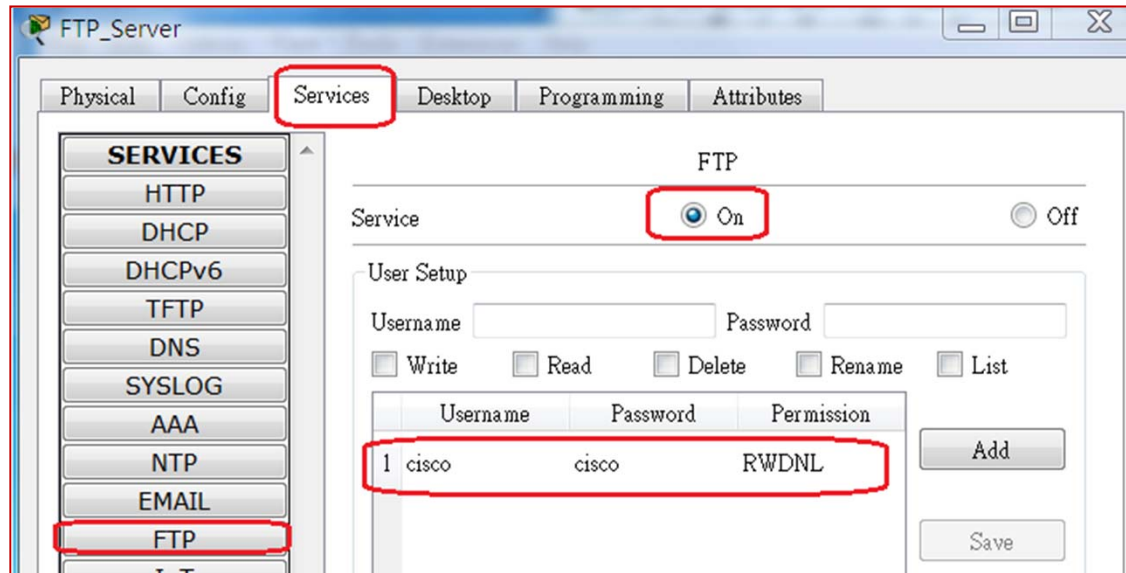 FTP_Server
Physical Config Services Desktop Programming Attributes
SERVICES
HTTP
DHCP
DHCPv6
TFTP
DNS
SYSLOG
AAA
NTP
EMAIL
FTP
FTP
Service On Off
User Setup
Username Password
Write Read Delete Rename List
Username Password Permission
1 cisco cisco RWDNL
Add
Save